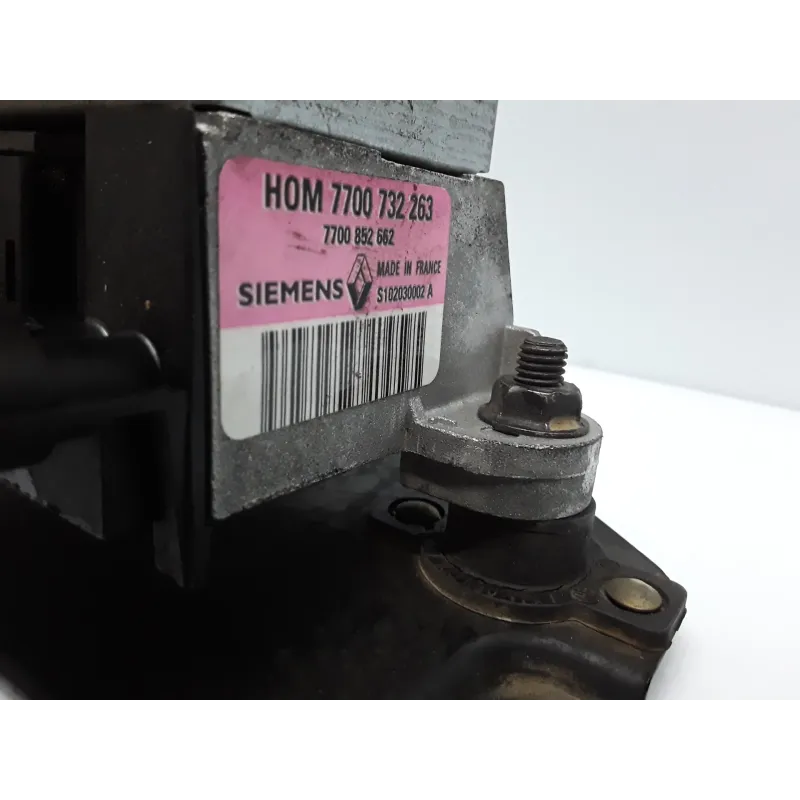 HOM 7700 732 263
7700 852 662
SIEMENS MADE IN FRANCE
S102030002 A